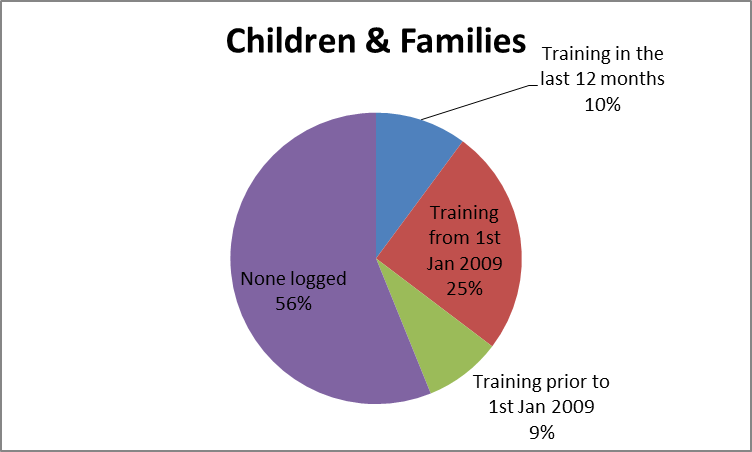 Children & Families
Training in the
last 12 months
10%
Training
from 1st
Jan 2009
25%
None logged
56%
Training prior to
1st Jan 2009
9%